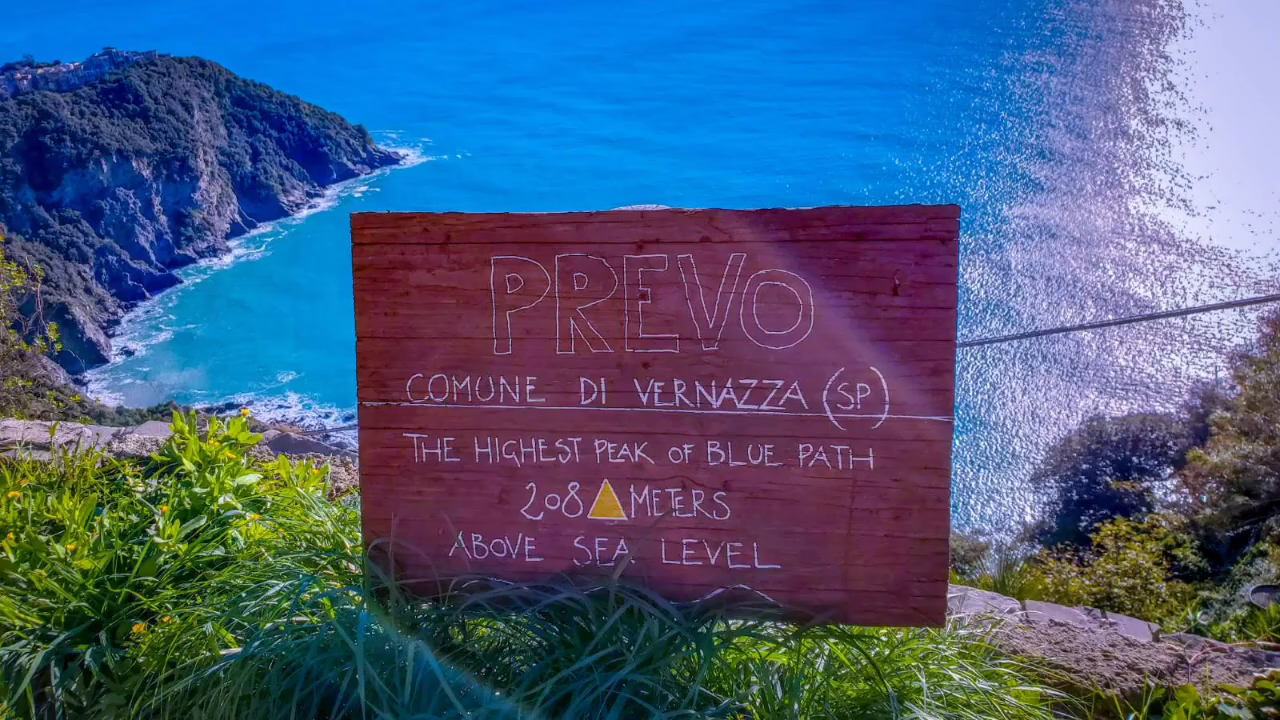 PREVO
COMUNE DI VERNAZZA (SP)
THE HIGHEST PEAK OF BLUE PATH
208 METERS
ABOVE SEA LEVEL